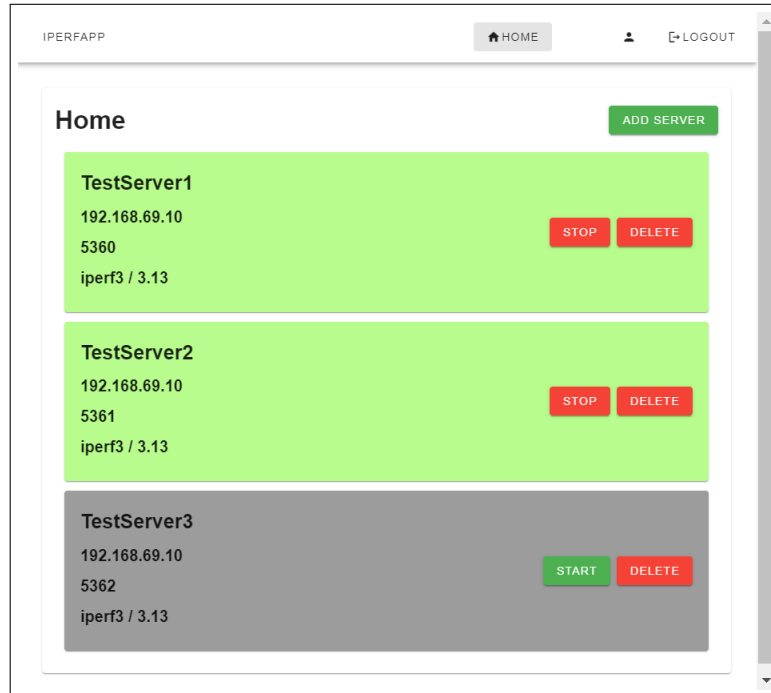 IPERFAPP
HOME
LOGOUT
Home
ADD SERVER
TestServer1
192.168.69.10
5360
iperf3 / 3.13
STOP
DELETE
TestServer2
192.168.69.10
5361
iperf3 / 3.13
STOP
DELETE
TestServer3
192.168.69.10
5362
iperf3 / 3.13
START
DELETE